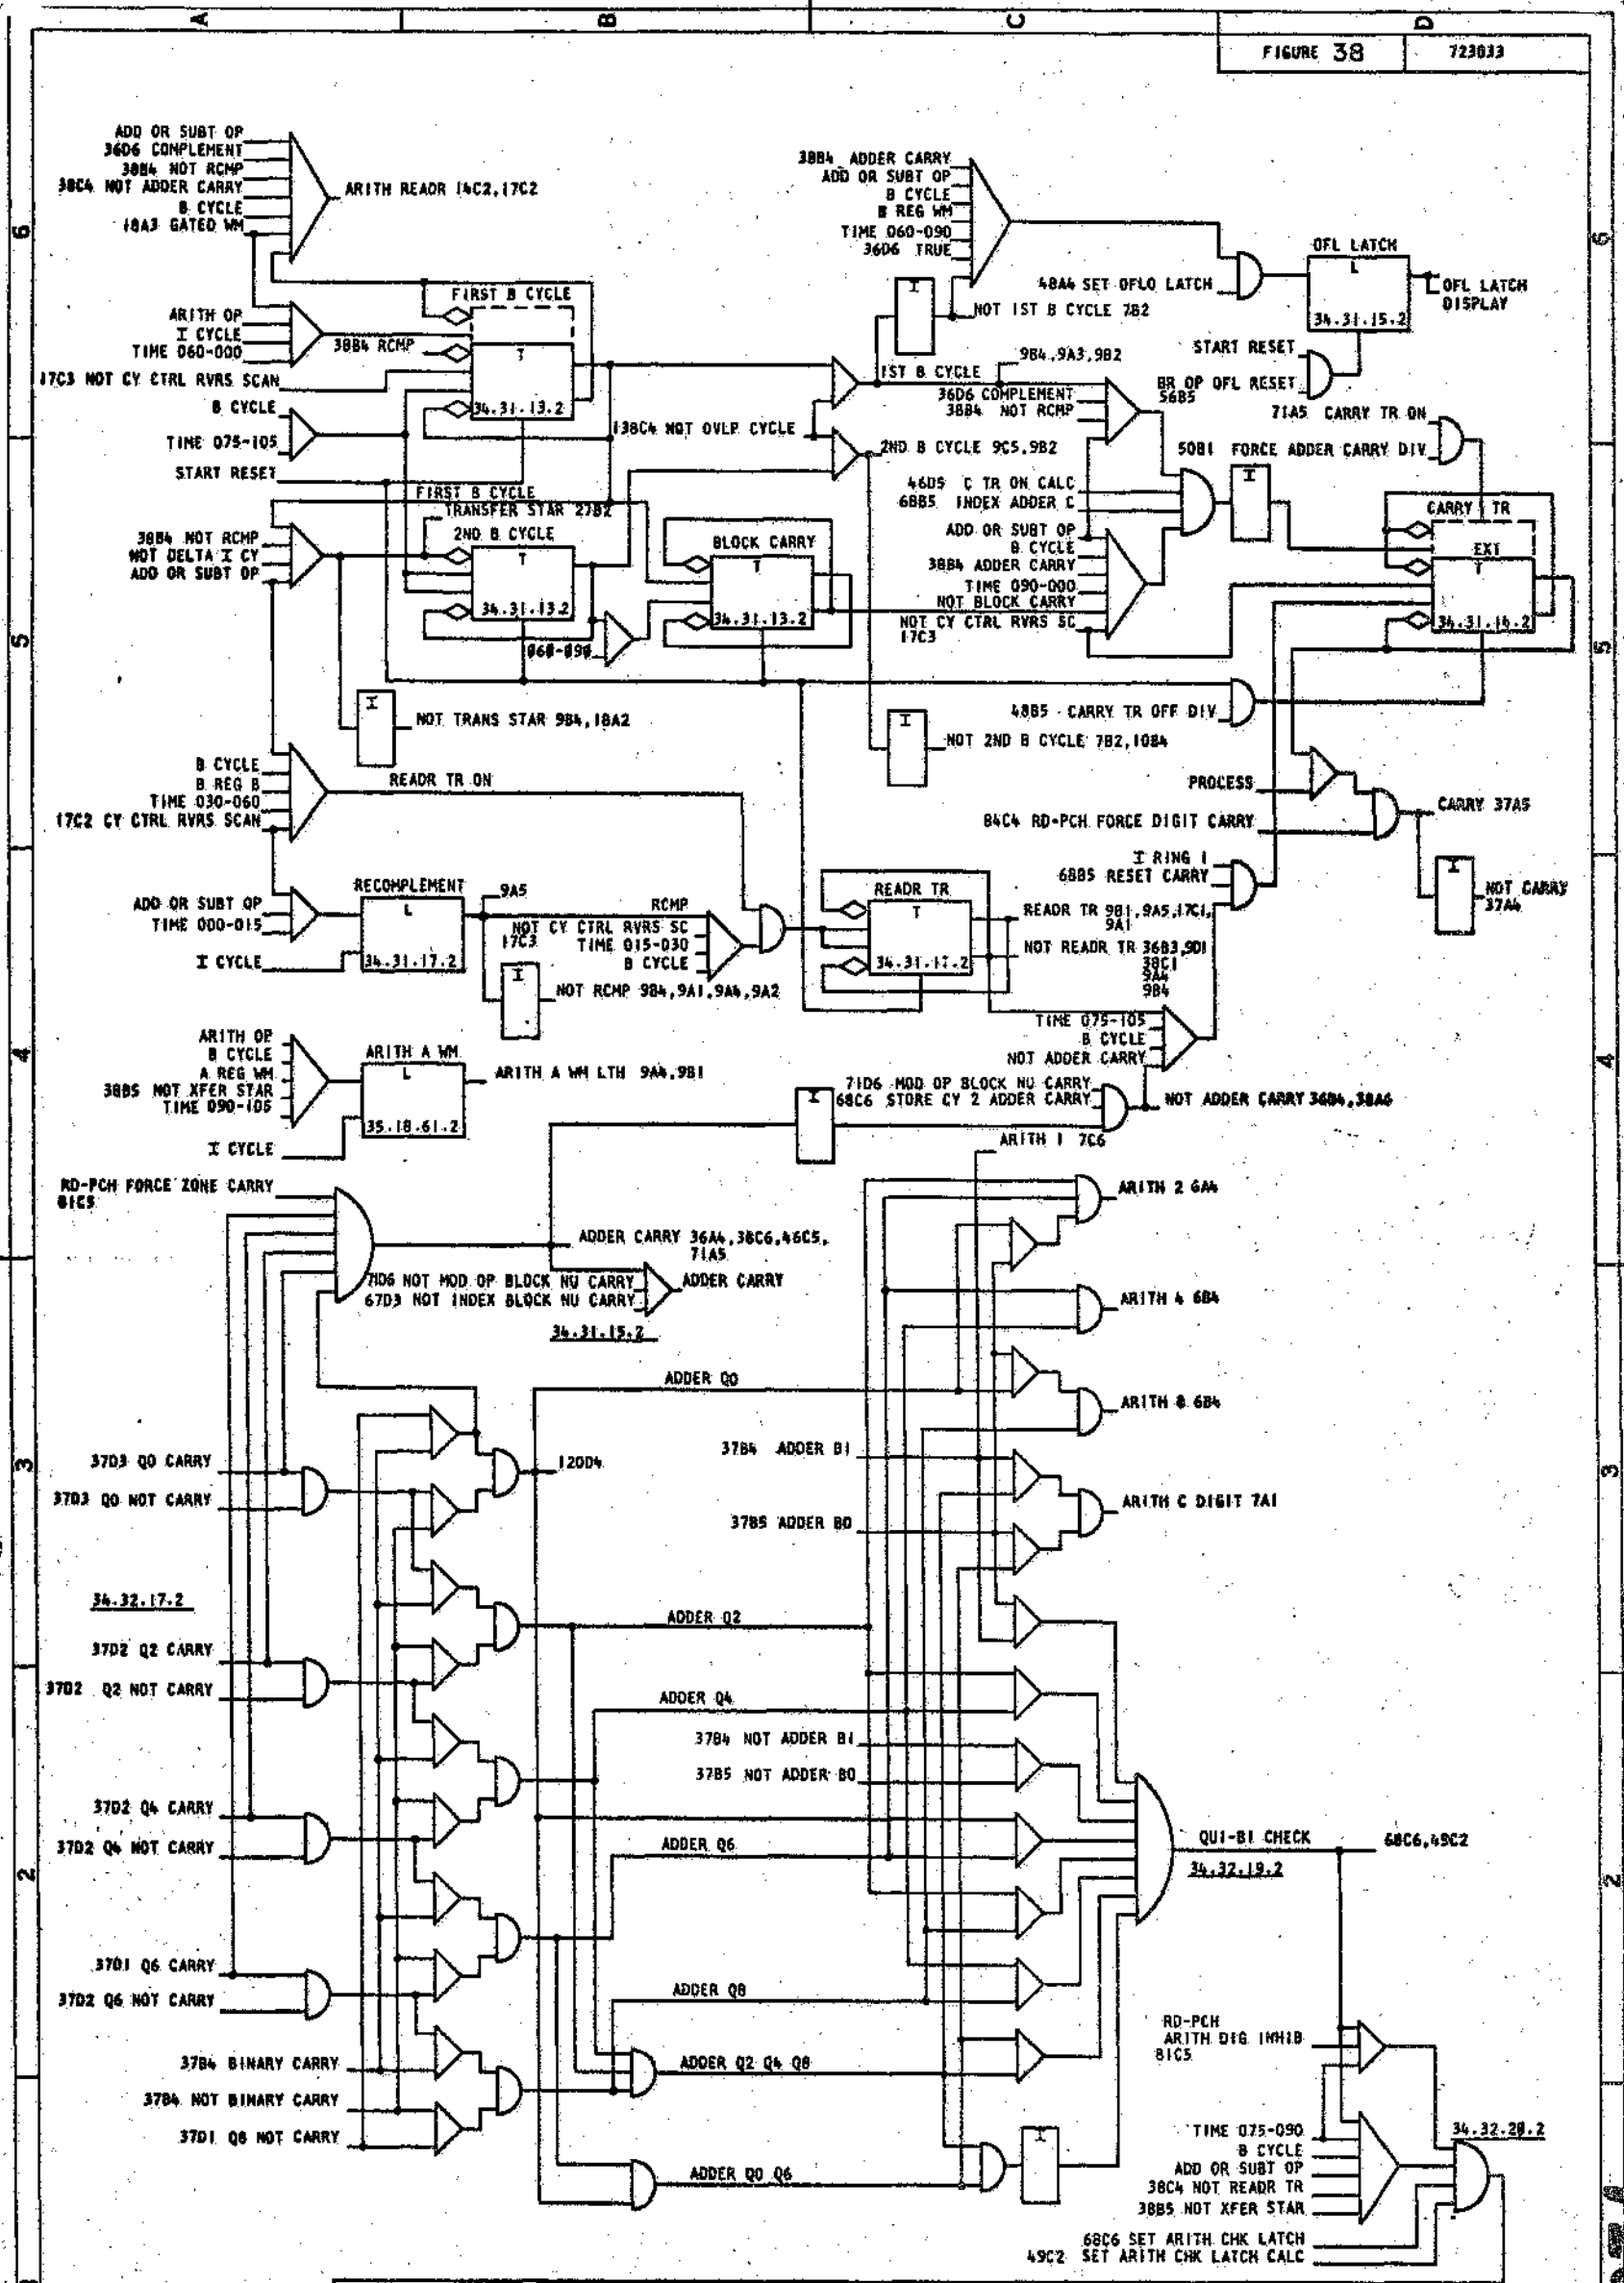 A
B
C
D
FIGURE 38
723033
ADD OR SUBT OP
36D6 COMPLEMENT
38B4 NOT RCMP
38C4 NOT ADDER CARRY
B CYCLE
18A3 GATED WM
ARITH READR 14C2,17C2
38B4 ADDER CARRY
ADD OR SUBT OP
B CYCLE
B REG WM
TIME 060-090
36D6 TRUE
6
6
OFL LATCH
L
34.31.15.2
48A4 SET OFLO LATCH
OFL LATCH
DISPLAY
I
NOT 1ST B CYCLE 7B2
FIRST B CYCLE
ARITH OP
I CYCLE
TIME 060-000
38B4 RCMP
T
34.31.13.2
17C3 NOT CY CTRL RVRS SCAN
B CYCLE
TIME 075-105
START RESET
START RESET
BR OP OFL RESET
56B5
1ST B CYCLE
9B4,9A3,9B2
36D6 COMPLEMENT
38B4 NOT RCMP
138C4 NOT OVLP CYCLE
2ND B CYCLE 9C5,9B2
71A5 CARRY TR ON
50B1 FORCE ADDER CARRY DIV
I
46D5 C TR ON CALC
68B5 INDEX ADDER C
FIRST B CYCLE
TRANSFER STAR 27B2
2ND B CYCLE
T
34.31.13.2
38B4 NOT RCMP
NOT DELTA I CY
ADD OR SUBT OP
BLOCK CARRY
T
34.31.13.2
060-090
ADD OR SUBT OP
B CYCLE
38B4 ADDER CARRY
TIME 090-000
NOT BLOCK CARRY
NOT CY CTRL RVRS SC
17C3
CARRY TR
EXT
T
34.31.14.2
5
5
I
NOT TRANS STAR 9B4,18A2
48B5 CARRY TR OFF DIV
I
NOT 2ND B CYCLE 7B2,10B4
B CYCLE
B REG B
TIME 030-060
17C2 CY CTRL RVRS SCAN
READR TR ON
PROCESS
84C4 RD-PCH FORCE DIGIT CARRY
CARRY 37A5
I
NOT CARRY
37A4
I RING 1
68B5 RESET CARRY
ADD OR SUBT OP
TIME 000-015
I CYCLE
RECOMPLEMENT
L
34.31.17.2
9A5
RCMP
NOT CY CTRL RVRS SC
17C3
TIME 015-030
B CYCLE
I
NOT RCMP 9B4,9A1,9A4,9A2
READR TR
T
34.31.17.2
READR TR 9B1,9A5,17C1,
9A1
NOT READR TR 36B3,9D1
38C1
9A4
9B4
TIME 075-105
B CYCLE
NOT ADDER CARRY
4
4
ARITH OP
B CYCLE
A REG WM
38B5 NOT XFER STAR
TIME 090-105
I CYCLE
ARITH A WM
L
35.18.61.2
ARITH A WM LTH 9A4,9B1
71D6 MOD OP BLOCK NU CARRY
68C6 STORE CY 2 ADDER CARRY
I
NOT ADDER CARRY 36B4,38A6
ARITH 1 7C6
RD-PCH FORCE ZONE CARRY
81C5
ADDER CARRY 36A4,38C6,46C5,
71A5
71D6 NOT MOD OP BLOCK NU CARRY
67D3 NOT INDEX BLOCK NU CARRY
ADDER CARRY
34.31.15.2
ARITH 2 6A4
ARITH 4 6B4
ARITH 8 6B4
ARITH C DIGIT 7A1
ADDER Q0
37B4 ADDER B1
37B5 ADDER B0
120D4
37D3 Q0 CARRY
37D3 Q0 NOT CARRY
3
3
34.32.17.2
ADDER Q2
37D2 Q2 CARRY
37D2 Q2 NOT CARRY
ADDER Q4
37B4 NOT ADDER B1
37B5 NOT ADDER B0
37D2 Q4 CARRY
37D2 Q4 NOT CARRY
ADDER Q6
QUI-BI CHECK
34.32.19.2
68C6,49C2
2
2
37D1 Q6 CARRY
37D2 Q6 NOT CARRY
ADDER Q8
37B4 BINARY CARRY
37B4 NOT BINARY CARRY
37D1 Q8 NOT CARRY
ADDER Q2 Q4 Q8
ADDER Q0 Q6
I
RD-PCH
ARITH DIG INHIB
81C5
TIME 075-090
B CYCLE
ADD OR SUBT OP
38C4 NOT READR TR
38B5 NOT XFER STAR
34.32.28.2
68C6 SET ARITH CHK LATCH
49C2 SET ARITH CHK LATCH CALC